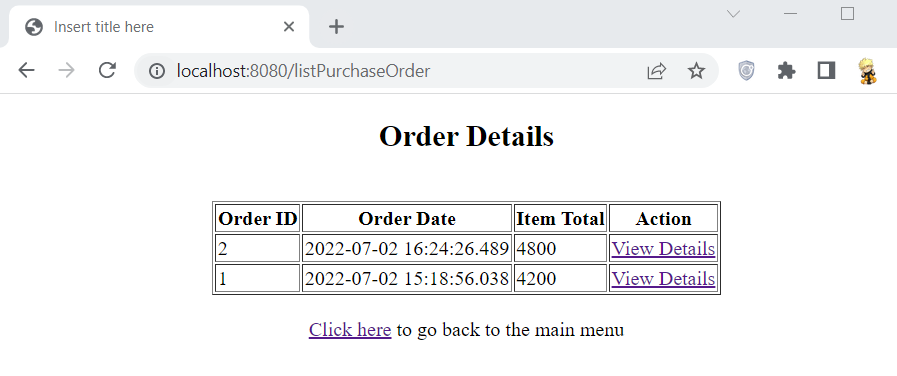 Insert title here
localhost:8080/listPurchaseOrder
Order Details
Order ID Order Date Item Total Action
2 2022-07-02 16:24:26.489 4800 View Details
1 2022-07-02 15:18:56.038 4200 View Details
Click here to go back to the main menu